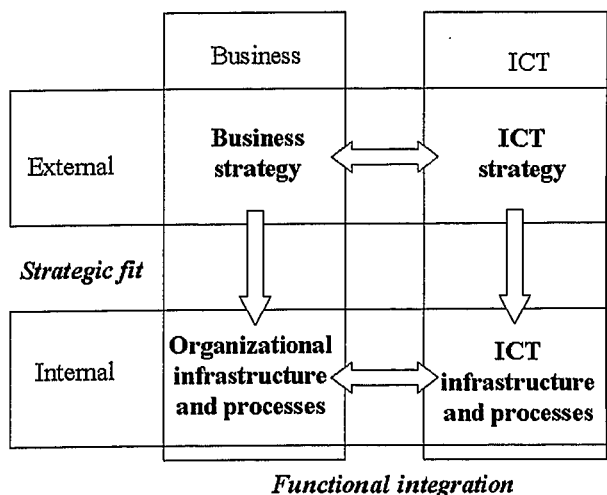 Business
ICT
External
Business
strategy
ICT
strategy
Strategic fit
Internal
Organizational
infrastructure
and processes
ICT
infrastructure
and processes
Functional integration